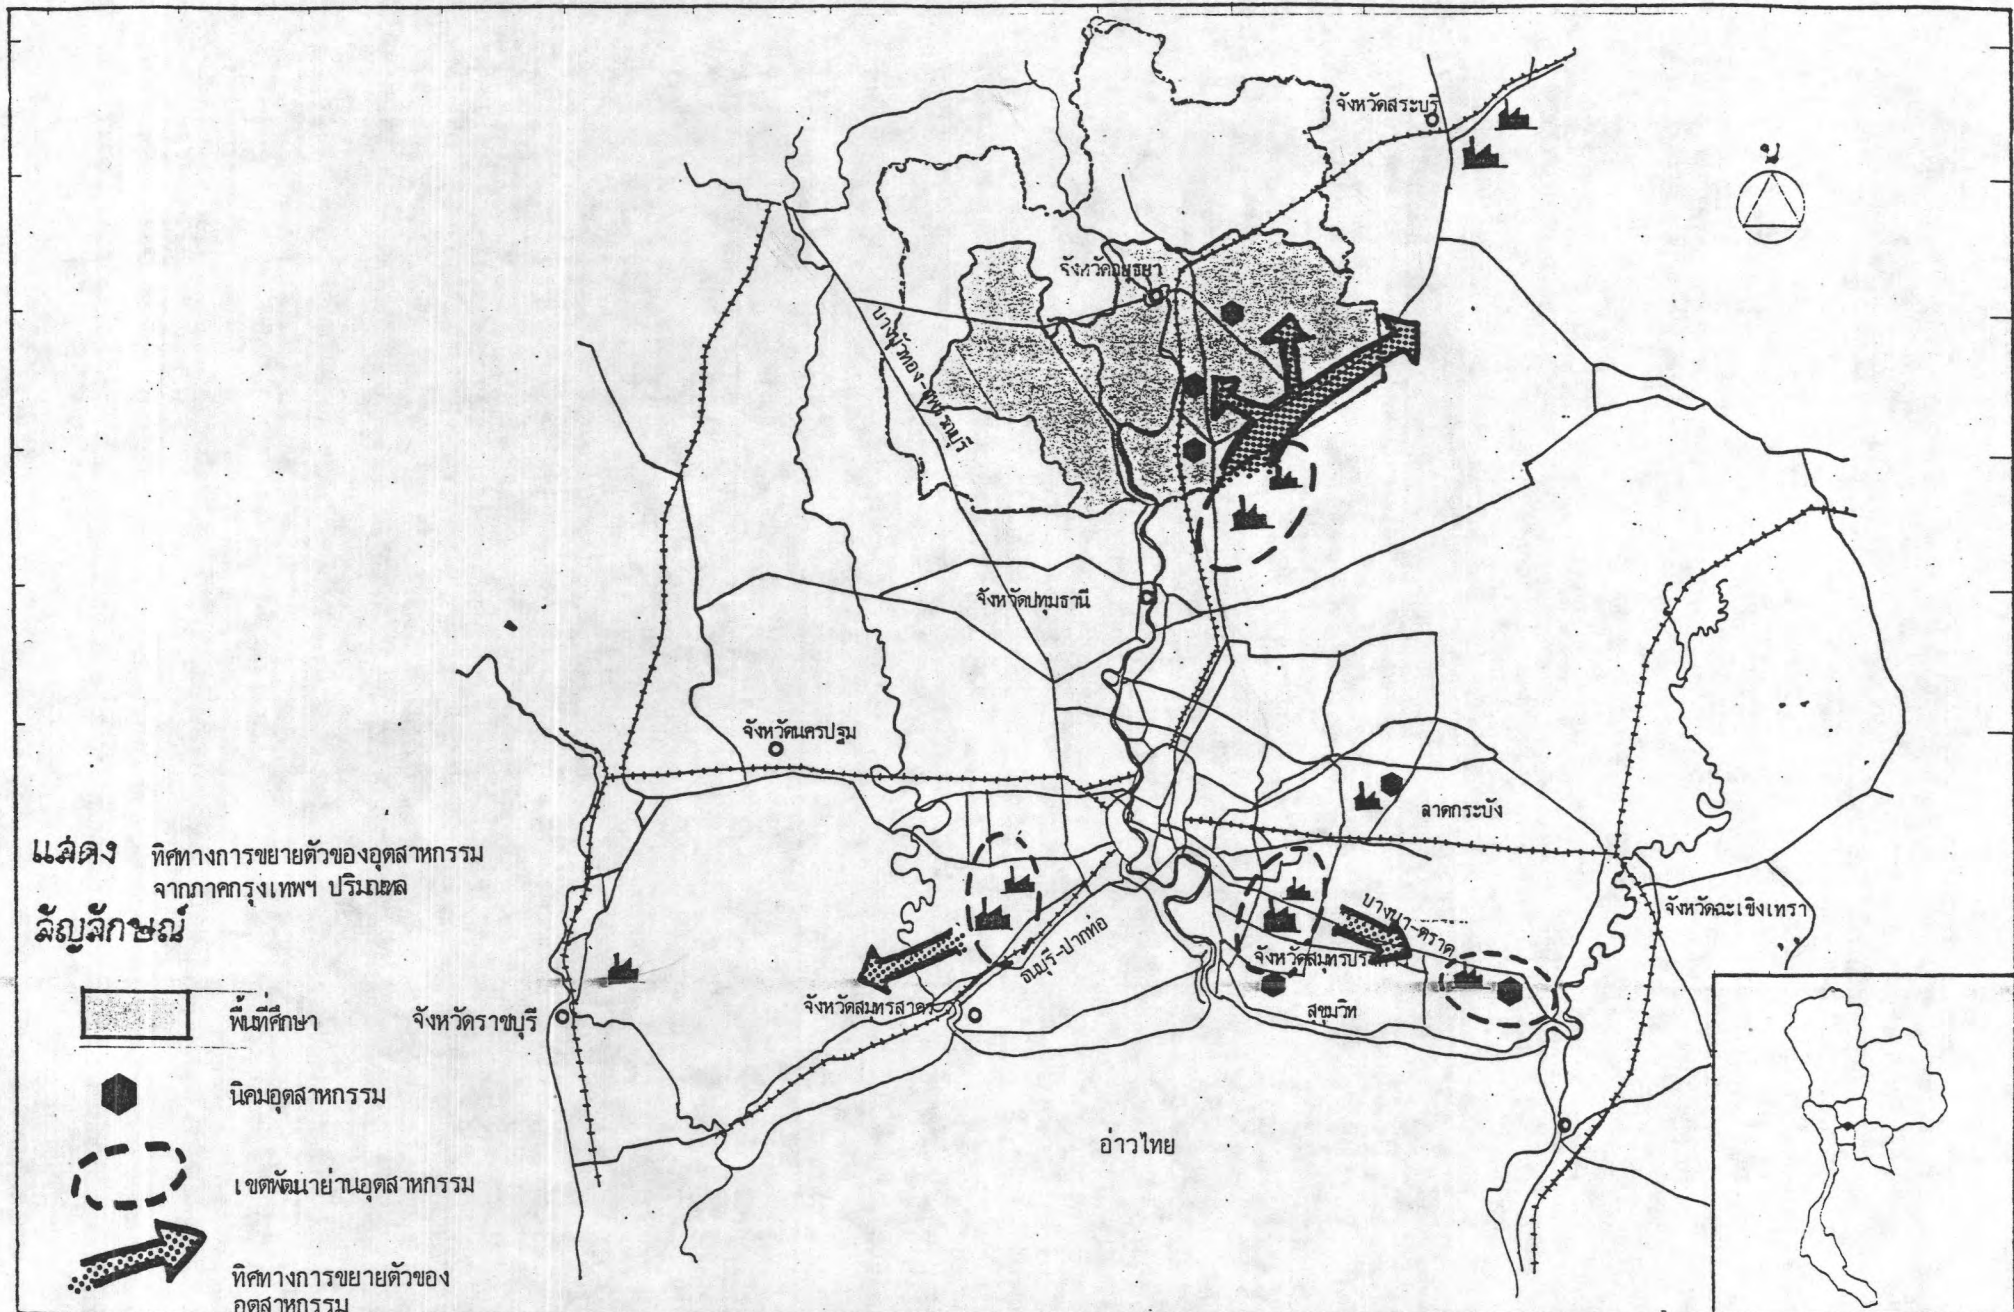 จังหวัดสระบุรี
น
จังหวัดอยุธยา
บางบัวทอง-สุพรรณบุรี
จังหวัดปทุมธานี
จังหวัดนครปฐม
ลาดกระบัง
แสดง ทิศทางการขยายตัวของอุตสาหกรรม
จากภาคกรุงเทพฯ ปริมณฑล
สัญลักษณ์
จังหวัดฉะเชิงเทรา
บางนา-ตราด
ธนบุรี-ปากท่อ
จังหวัดสมุทรปราการ
จังหวัดสมุทรสาคร
สุขุมวิท
พื้นที่ศึกษา
จังหวัดราชบุรี
นิคมอุตสาหกรรม
อ่าวไทย
เขตพัฒนาย่านอุตสาหกรรม
ทิศทางการขยายตัวของ
อุตสาหกรรม